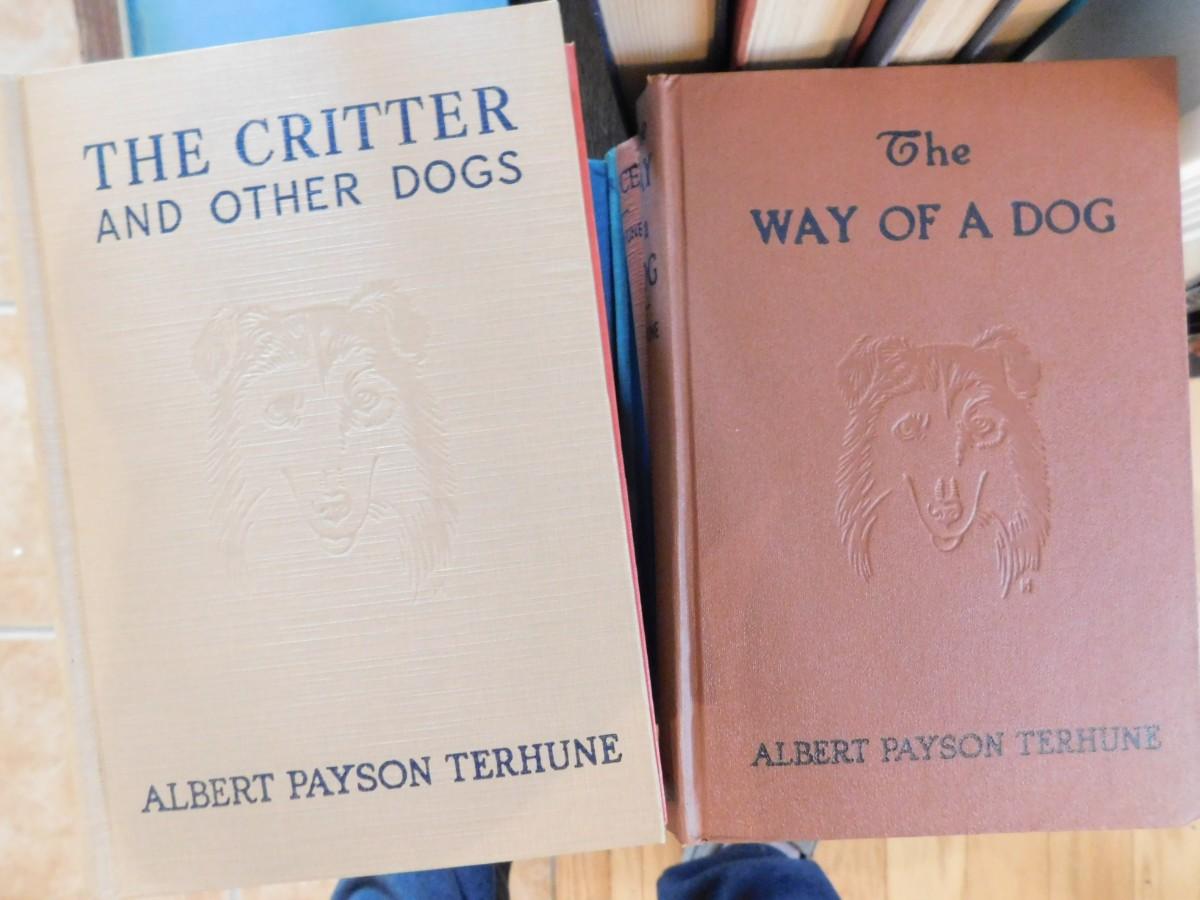 THE CRITTER
AND OTHER DOGS
ALBERT PAYSON TERHUNE
The
WAY OF A DOG
ALBERT PAYSON TERHUNE